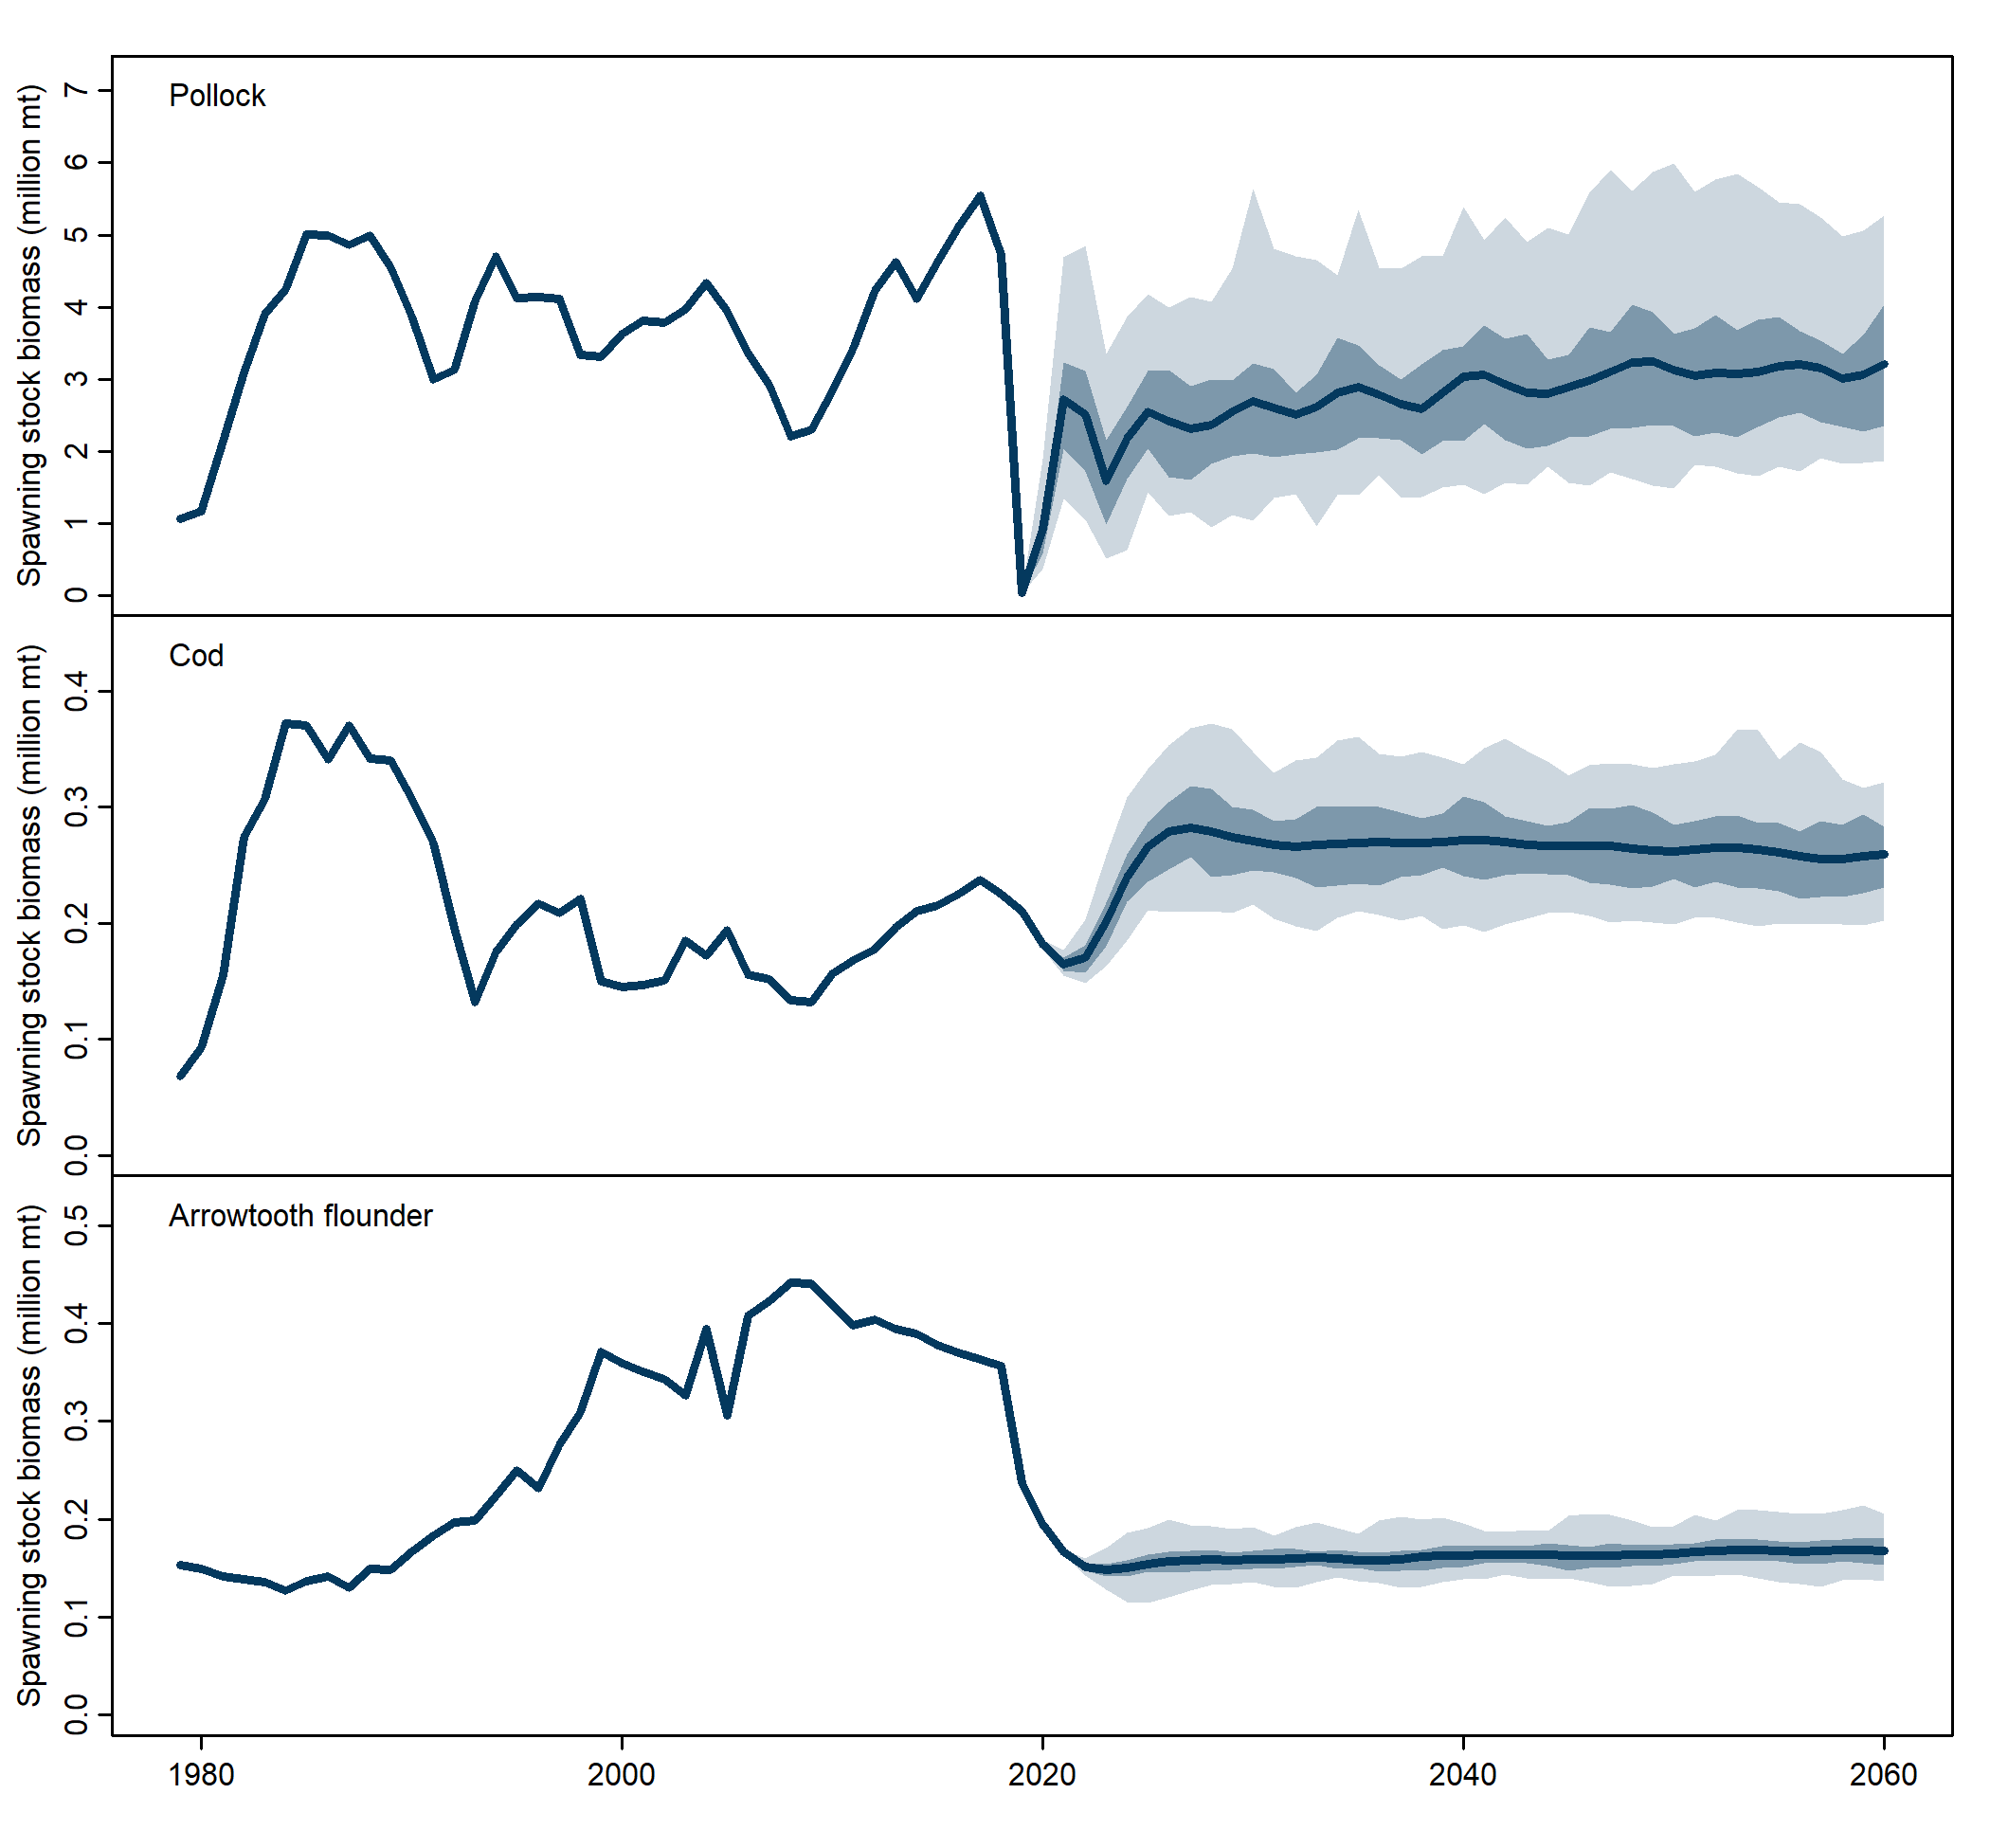 Pollock
Spawning stock biomass (million mt)
7
6
5
4
3
2
1
0
Cod
Spawning stock biomass (million mt)
0.4
0.3
0.2
0.1
0.0
Arrowtooth flounder
Spawning stock biomass (million mt)
0.5
0.4
0.3
0.2
0.1
0.0
1980 2000 2020 2040 2060